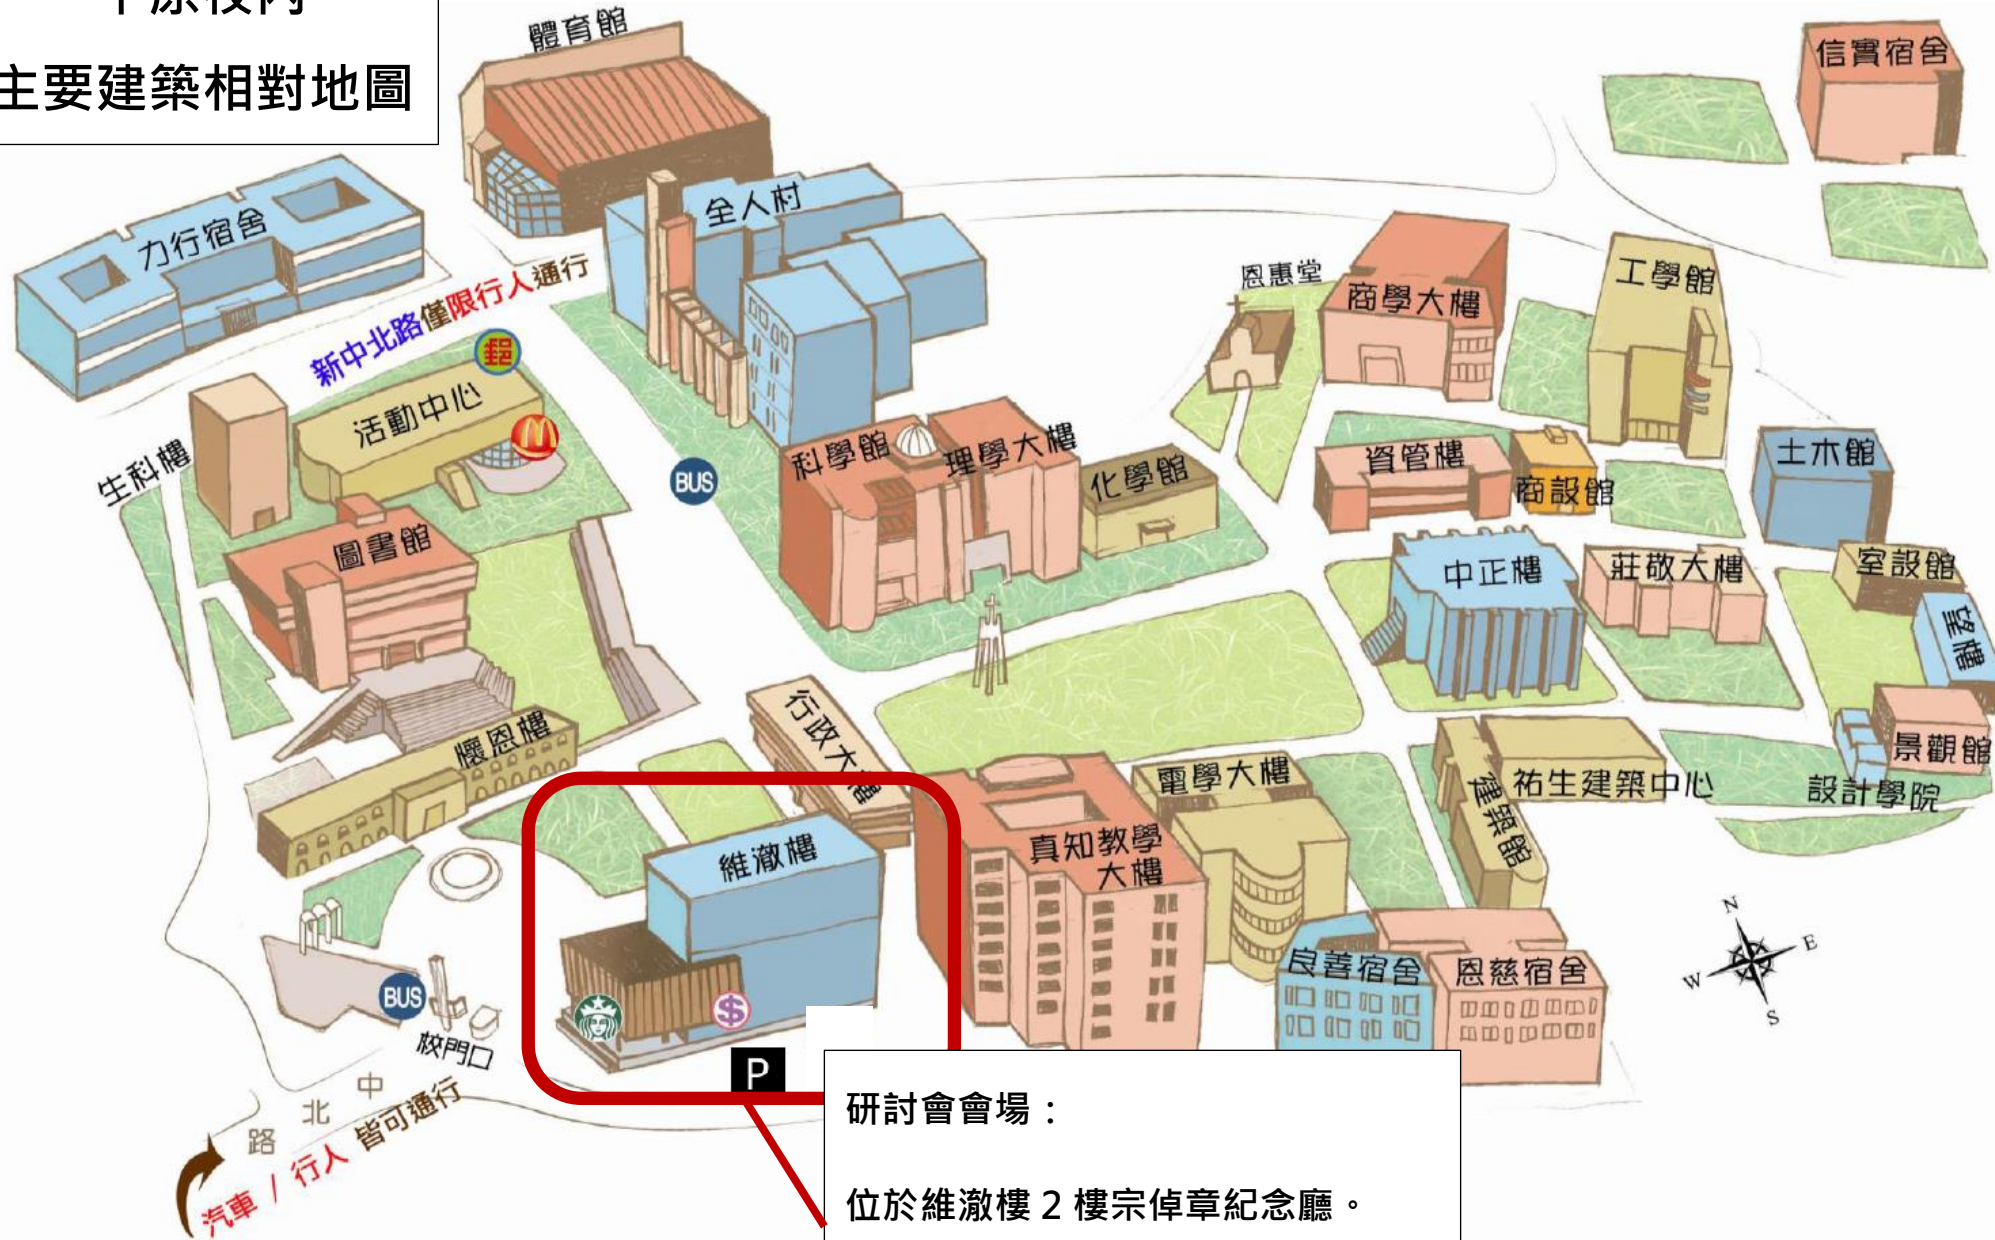 主要建築相對地圖
體育館
信實宿舍
全人村
力行宿舍
新中北路僅限行人通行
郵
恩惠堂
商學大樓
工學館
活動中心
生科樓
BUS
科學館
理學大樓
化學館
資管樓
商設館
土木館
圖書館
中正樓
莊敬大樓
室設館
望樓
懷恩樓
行政大樓
電學大樓
祐生建築中心
建築館
景觀館
設計學院
維澈樓
真知教學
大樓
良善宿舍
恩慈宿舍
N
E
W
S
BUS
$
校門口
P
中
北
路
汽車 / 行人 皆可通行
研討會會場：
位於維澈樓 2 樓宗倬章紀念廳。